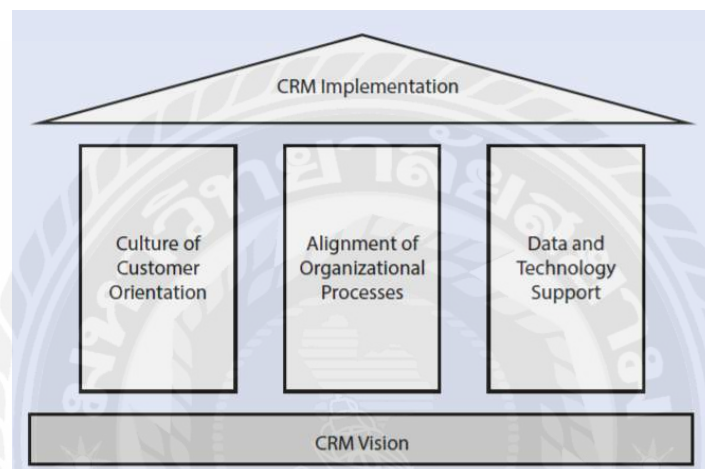 CRM Implementation
Culture of
Customer
Orientation
Alignment of
Organizational
Processes
Data and
Technology
Support
CRM Vision